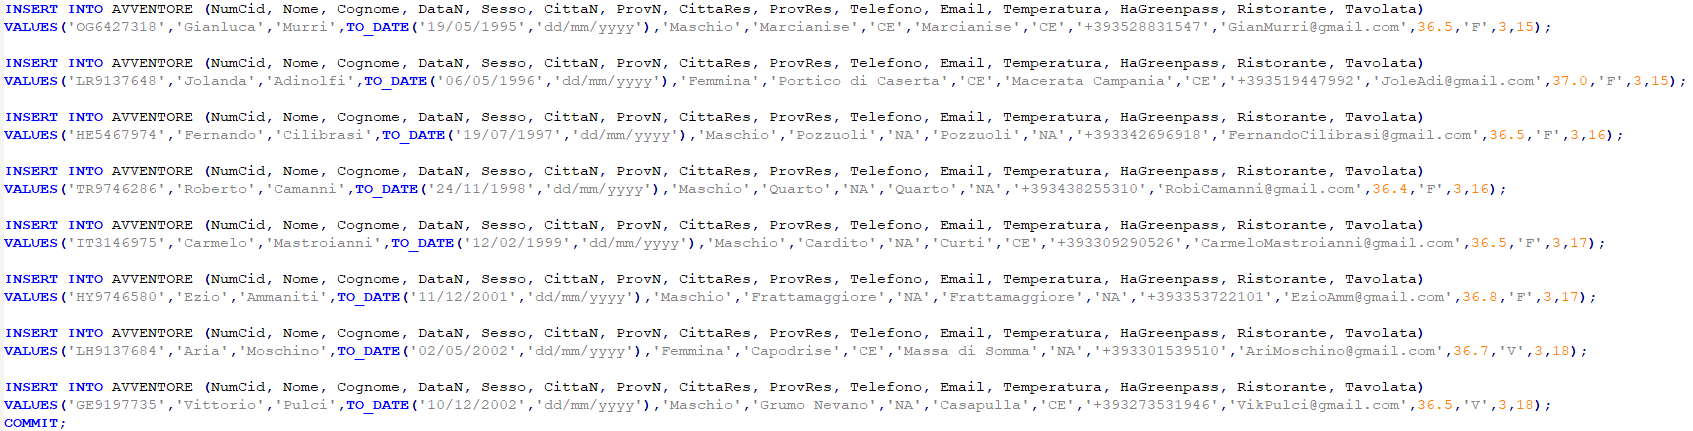 INSERT INTO AVVENTORE (NumCid, Nome, Cognome, DataN, Sesso, CittaN, ProvN, CittaRes, ProvRes, Telefono, Email, Temperatura, HaGreenpass, Ristorante, Tavolata)
VALUES('OG6427318','Gianluca','Murri',TO_DATE('19/05/1995','dd/mm/yyyy'),'Maschio','Marcianise','CE','Marcianise','CE','+393528831547','GianMurri@gmail.com',36.5,'F',3,15);
INSERT INTO AVVENTORE (NumCid, Nome, Cognome, DataN, Sesso, CittaN, ProvN, CittaRes, ProvRes, Telefono, Email, Temperatura, HaGreenpass, Ristorante, Tavolata)
VALUES('LR9137648','Jolanda','Adinolfi',TO_DATE('06/05/1996','dd/mm/yyyy'),'Femmina','Portico di Caserta','CE','Macerata Campania','CE','+393519447992','JoleAdi@gmail.com',37.0,'F',3,15);
INSERT INTO AVVENTORE (NumCid, Nome, Cognome, DataN, Sesso, CittaN, ProvN, CittaRes, ProvRes, Telefono, Email, Temperatura, HaGreenpass, Ristorante, Tavolata)
VALUES('HE5467974','Fernando','Cilibrasi',TO_DATE('19/07/1997','dd/mm/yyyy'),'Maschio','Pozzuoli','NA','Pozzuoli','NA','+393342696918','FernandoCilibrasi@gmail.com',36.5,'F',3,16);
INSERT INTO AVVENTORE (NumCid, Nome, Cognome, DataN, Sesso, CittaN, ProvN, CittaRes, ProvRes, Telefono, Email, Temperatura, HaGreenpass, Ristorante, Tavolata)
VALUES('TR9746286','Roberto','Camanni',TO_DATE('24/11/1998','dd/mm/yyyy'),'Maschio','Quarto','NA','Quarto','NA','+393438255310','RobiCamanni@gmail.com',36.4,'F',3,16);
INSERT INTO AVVENTORE (NumCid, Nome, Cognome, DataN, Sesso, CittaN, ProvN, CittaRes, ProvRes, Telefono, Email, Temperatura, HaGreenpass, Ristorante, Tavolata)
VALUES('IT3146975','Carmelo','Mastroianni',TO_DATE('12/02/1999','dd/mm/yyyy'),'Maschio','Cardito','NA','Curti','CE','+393309290526','CarmeloMastroianni@gmail.com',36.5,'F',3,17);
INSERT INTO AVVENTORE (NumCid, Nome, Cognome, DataN, Sesso, CittaN, ProvN, CittaRes, ProvRes, Telefono, Email, Temperatura, HaGreenpass, Ristorante, Tavolata)
VALUES('HY9746580','Ezio','Ammaniti',TO_DATE('11/12/2001','dd/mm/yyyy'),'Maschio','Frattamaggiore','NA','Frattamaggiore','NA','+393353722101','EzioAmm@gmail.com',36.8,'F',3,17);
INSERT INTO AVVENTORE (NumCid, Nome, Cognome, DataN, Sesso, CittaN, ProvN, CittaRes, ProvRes, Telefono, Email, Temperatura, HaGreenpass, Ristorante, Tavolata)
VALUES('LH9137684','Aria','Moschino',TO_DATE('02/05/2002','dd/mm/yyyy'),'Femmina','Capodrise','CE','Massa di Somma','NA','+393301539510','AriMoschino@gmail.com',36.7,'V',3,18);
INSERT INTO AVVENTORE (NumCid, Nome, Cognome, DataN, Sesso, CittaN, ProvN, CittaRes, ProvRes, Telefono, Email, Temperatura, HaGreenpass, Ristorante, Tavolata)
VALUES('GE9197735','Vittorio','Pulci',TO_DATE('10/12/2002','dd/mm/yyyy'),'Maschio','Grumo Nevano','NA','Casapulla','CE','+393273531946','VikPulci@gmail.com',36.5,'V',3,18);
COMMIT;